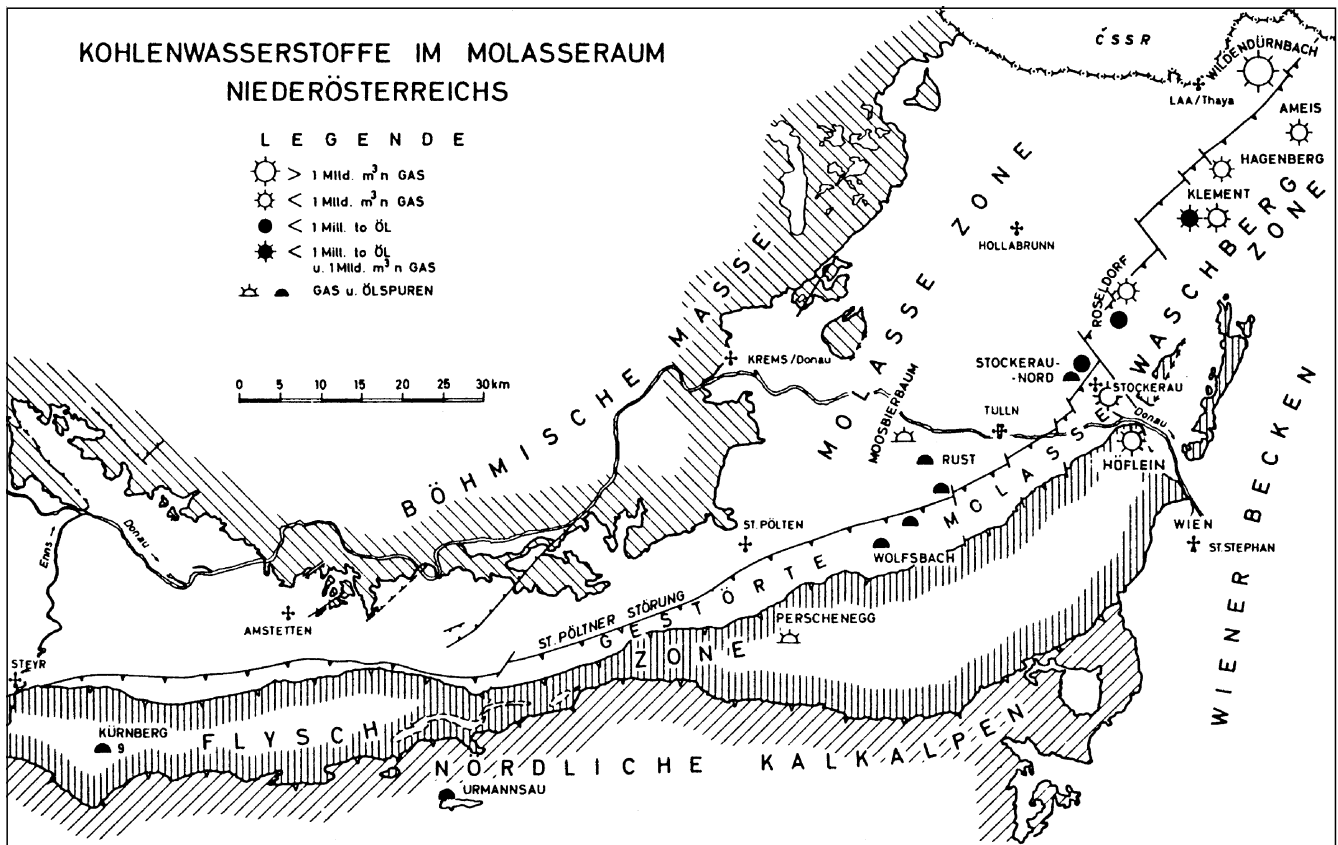 KOHLENWASSERSTOFFE IM MOLASSERAUM
NIEDERÖSTERREICHS
LEGENDE
> 1 Mlld. m³n GAS
< 1 Mlld. m³n GAS
< 1 Mill. to ÖL
< 1 Mill. to ÖL
u. 1 Mlld. m³n GAS
GAS u. ÖLSPUREN
0 5 10 15 20 25 30 km
ČSSR
WILDENDÜRNBACH
LAA/Thaya
AMEIS
HAGENBERG
KLEMENT
WASCHBERG
ZONE
HOLLABRUNN
MOLASSE ZONE
BÖHMISCHE MASSE
ROSELDORF
KREMS/Donau
STOCKERAU-
-NORD
STOCKERAU
MOOSBIERBAUM
TULLN
Donau
RUST
HÖFLEIN
WIEN
ST.STEPHAN
WIENER BECKEN
ST.PÖLTEN
WOLFSBACH
Enns
Donau
AMSTETTEN
ST.PÖLTNER STÖRUNG
GESTÖRTE MOLASSE
PERSCHENEGG
STEYR
ZONE
KÜRNBERG
9
FLYSCH
NÖRDLICHE KALKALPEN
URMANNSAU